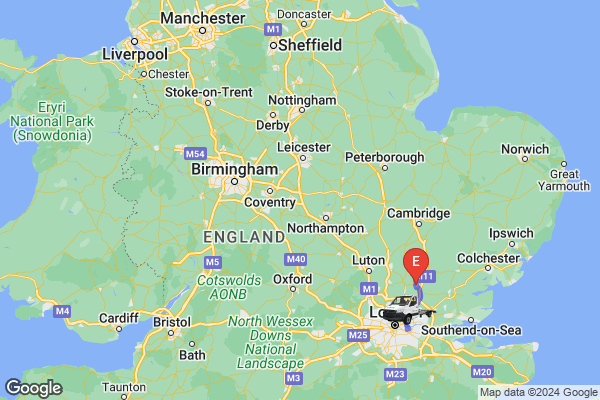 Doncaster
Manchester
M1
Liverpool
Sheffield
Chester
Stoke-on-Trent
Eryri
National Park
(Snowdonia)
Nottingham
Derby
M54
Leicester
Peterborough
Norwich
Birmingham
Great
Yarmouth
Coventry
Cambridge
Northampton
ENGLAND
Ipswich
M40
M5
Luton
E
Colchester
M11
Cotswolds
AONB
Oxford
M1
M4
Cardiff
Bristol
North Wessex
Downs
National
Landscape
Southend-on-Sea
M25
Bath
M3
M23
M20
Taunton
Google
Google
Map data ©2024 Google